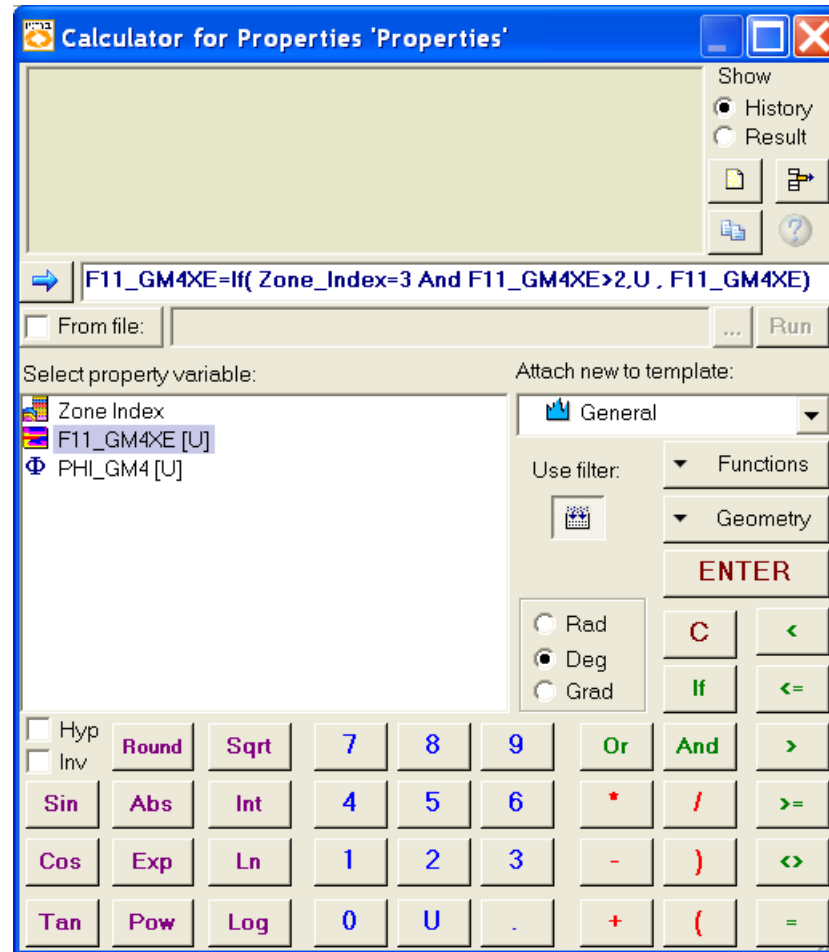 Calculator for Properties 'Properties'
Show
History
Result
F11_GM4XE=If( Zone_Index=3 And F11_GM4XE>2,U , F11_GM4XE)
From file:
...
Run
Select property variable:
Attach new to template:
Zone Index
General
F11_GM4XE [U]
Φ PHI_GM4 [U]
Use filter:
Functions
Geometry
ENTER
Rad
Deg
Grad
C <
If <=
Hyp
Inv
Round Sqrt 7 8 9 Or And >
Sin Abs Int 4 5 6 * / >=
Cos Exp Ln 1 2 3 - ) <>
Tan Pow Log 0 U . + ( =